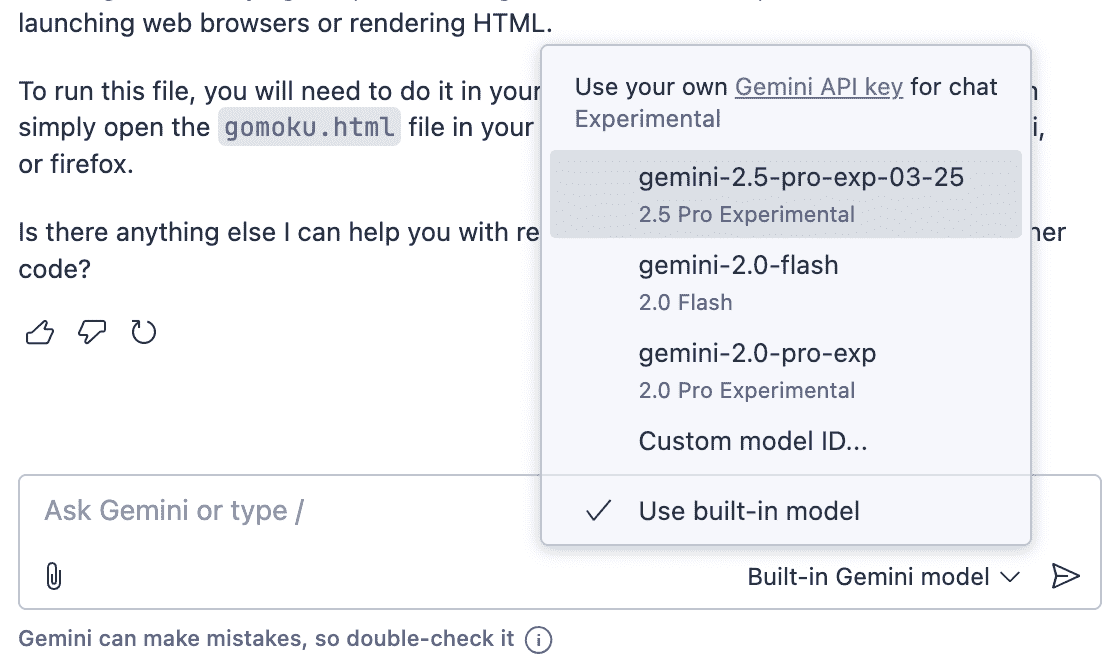 launching web browsers or rendering HTML.
To run this file, you will need to do it in your
simply open the gomoku.html file in your
or firefox.
Is there anything else I can help you with re
code?
Use your own Gemini API key for chat
Experimental
gemini-2.5-pro-exp-03-25
2.5 Pro Experimental
gemini-2.0-flash
2.0 Flash
gemini-2.0-pro-exp
2.0 Pro Experimental
Custom model ID...
Use built-in model
Ask Gemini or type /
Built-in Gemini model
Gemini can make mistakes, so double-check it